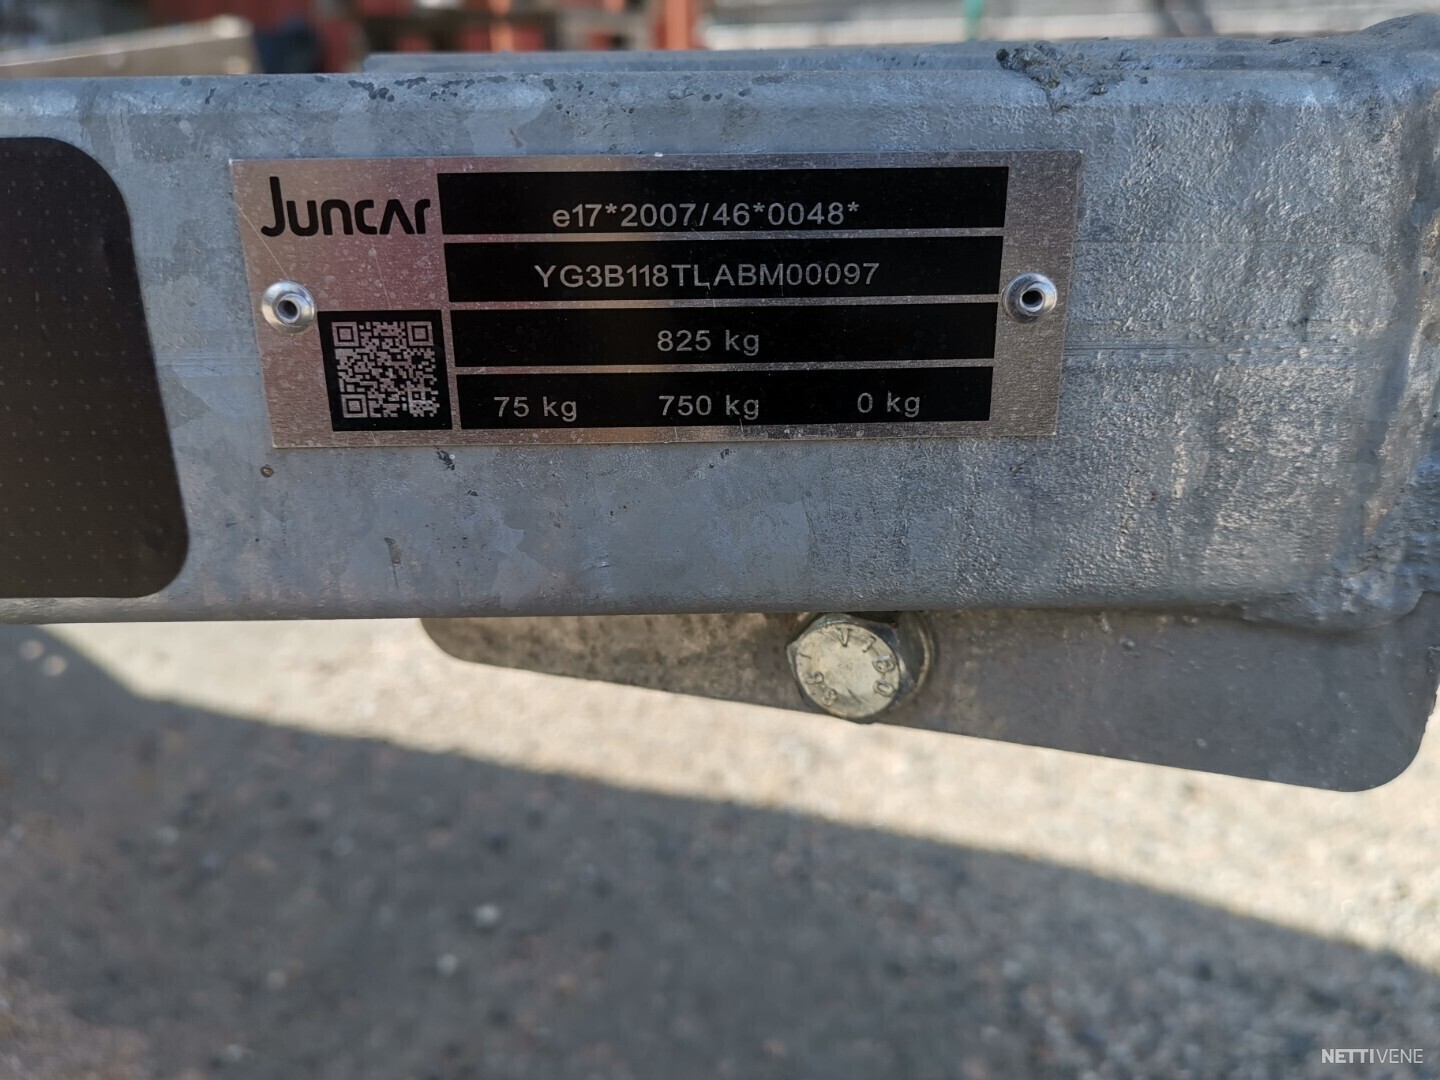 JUNCAR
e17*2007/46*0048*
YG3B118TLABM00097
825 kg
75 kg 750 kg 0 kg
NETTIVENE